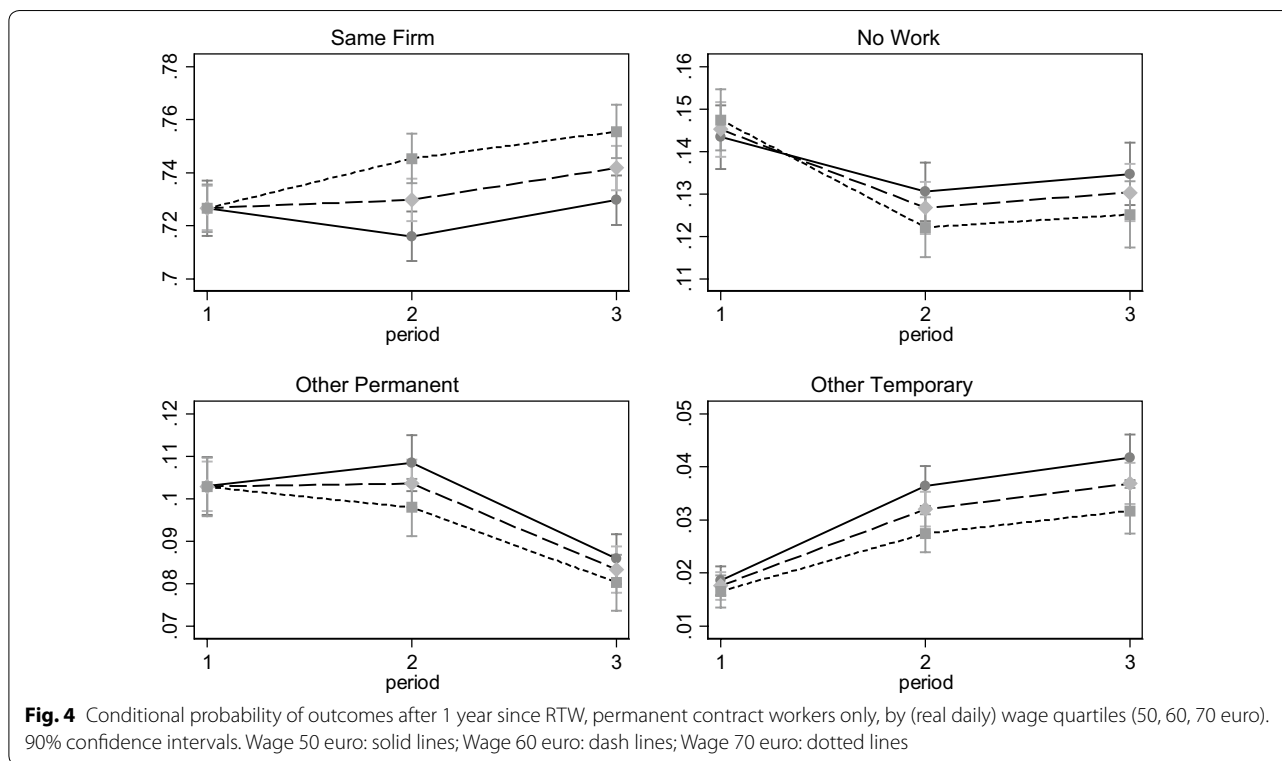 Same Firm
.7 .72 .74 .76 .78
1 2 3
period
No Work
.11 .12 .13 .14 .15 .16
1 2 3
period
Other Permanent
.07 .08 .09 .1 .11 .12
1 2 3
period
Other Temporary
.01 .02 .03 .04 .05
1 2 3
period
Fig. 4 Conditional probability of outcomes after 1 year since RTW, permanent contract workers only, by (real daily) wage quartiles (50, 60, 70 euro).
90% confidence intervals. Wage 50 euro: solid lines; Wage 60 euro: dash lines; Wage 70 euro: dotted lines